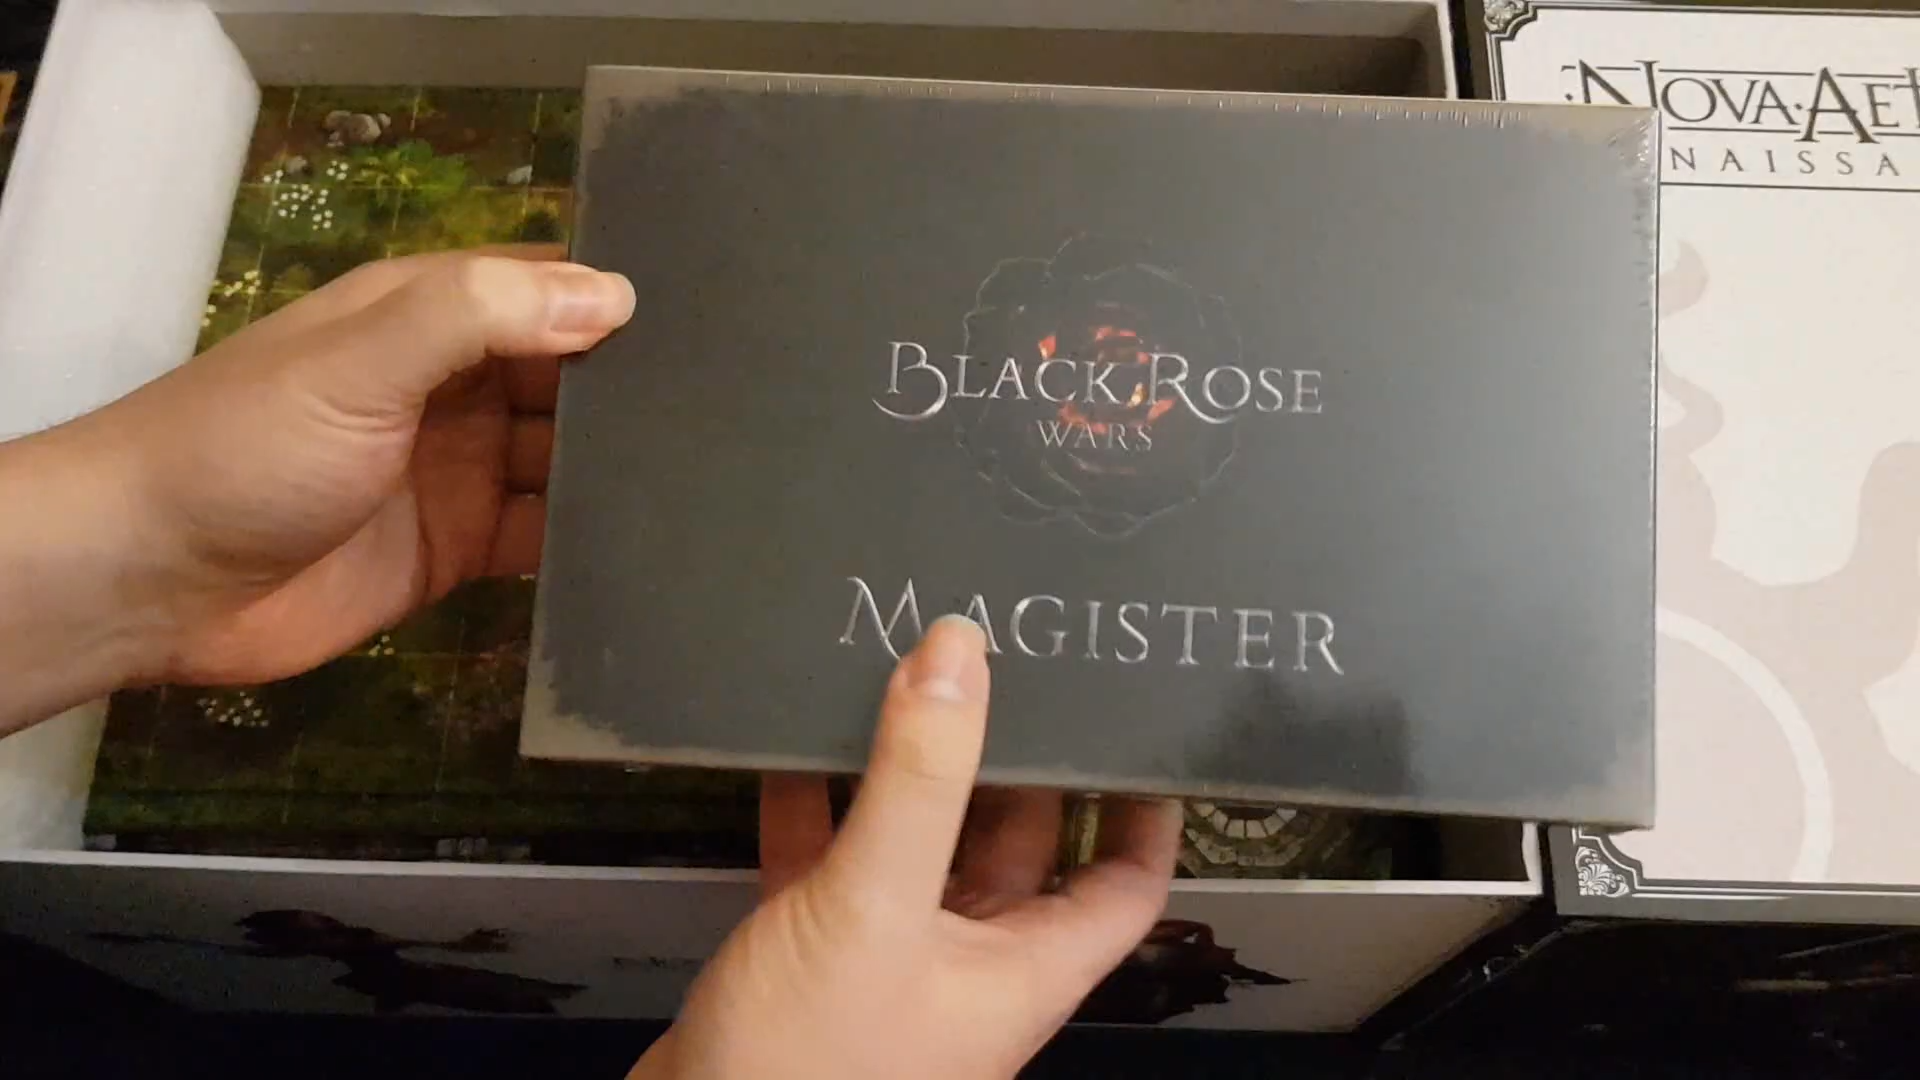 BLACK ROSE
WARS
MAGISTER
NOVA·AET
NAISSA